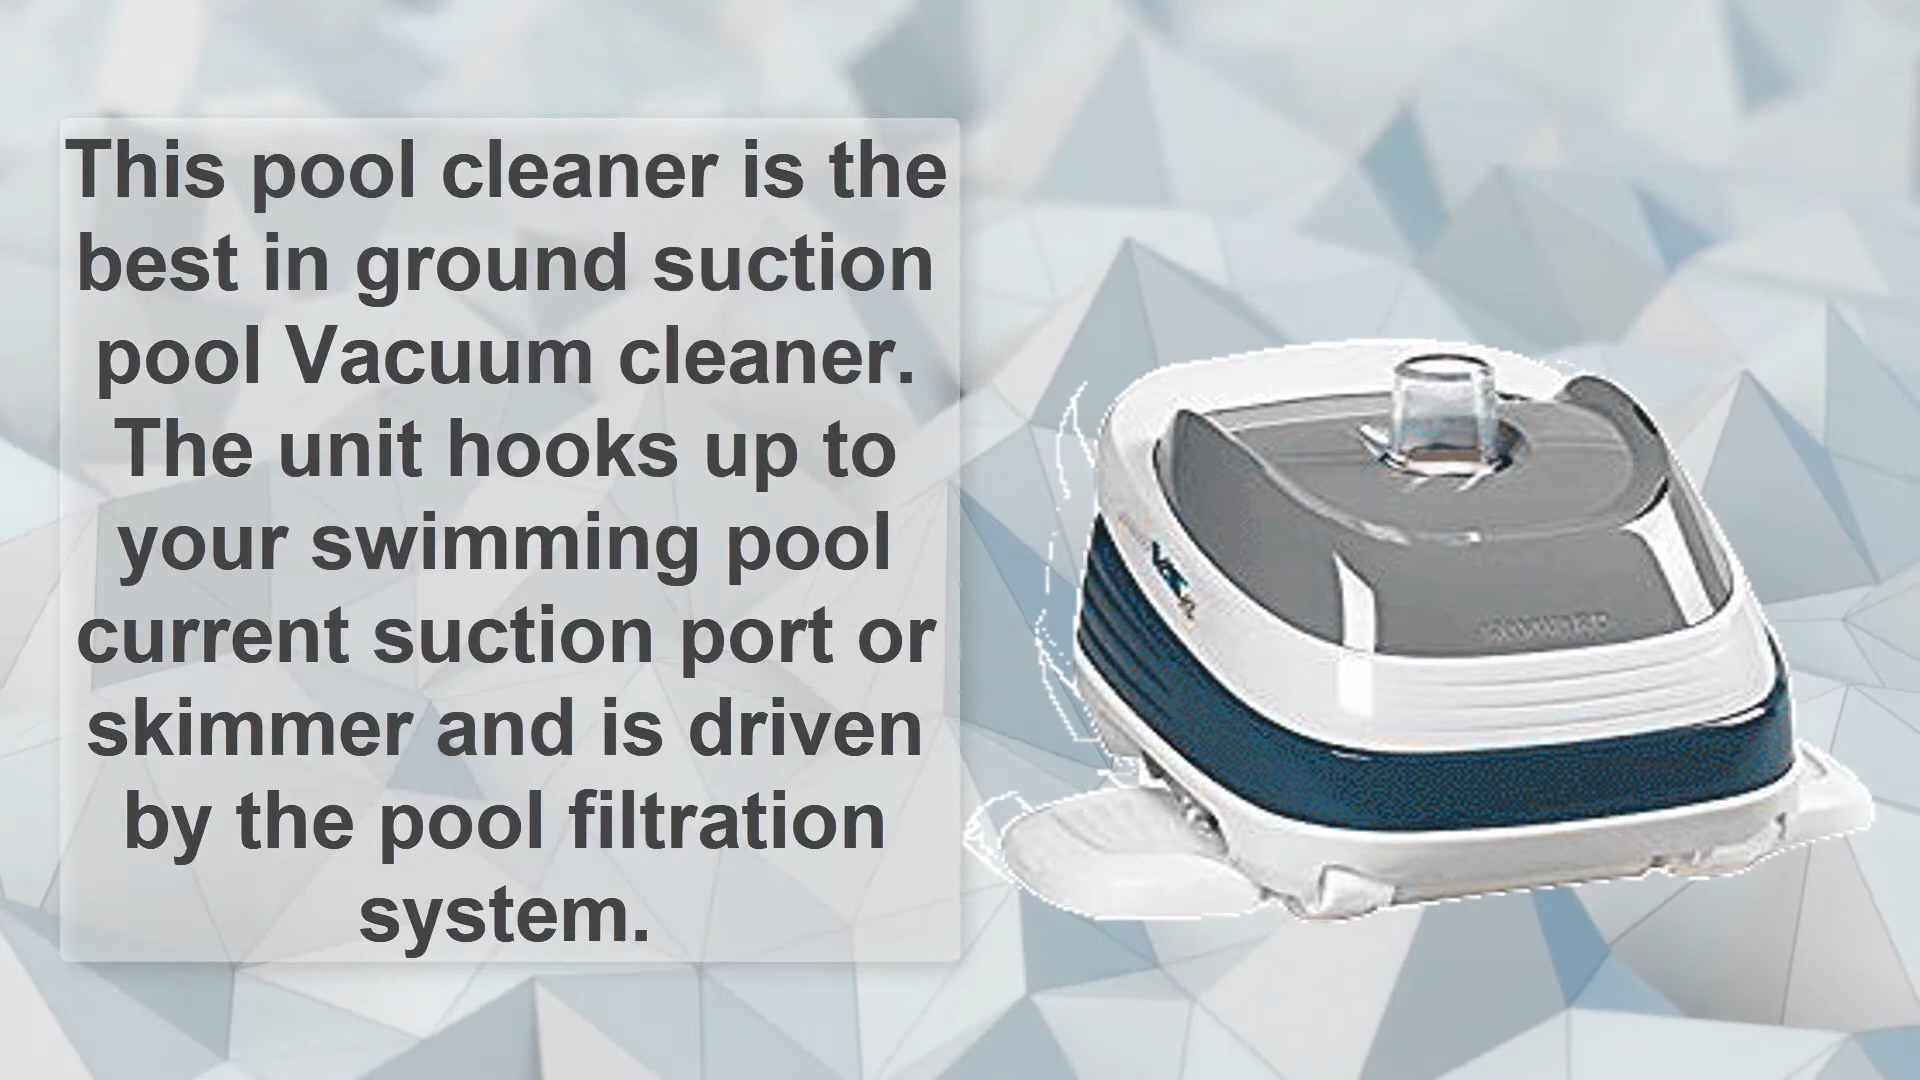 This pool cleaner is the
best in ground suction
pool Vacuum cleaner.
The unit hooks up to
your swimming pool
current suction port or
skimmer and is driven
by the pool filtration
system.